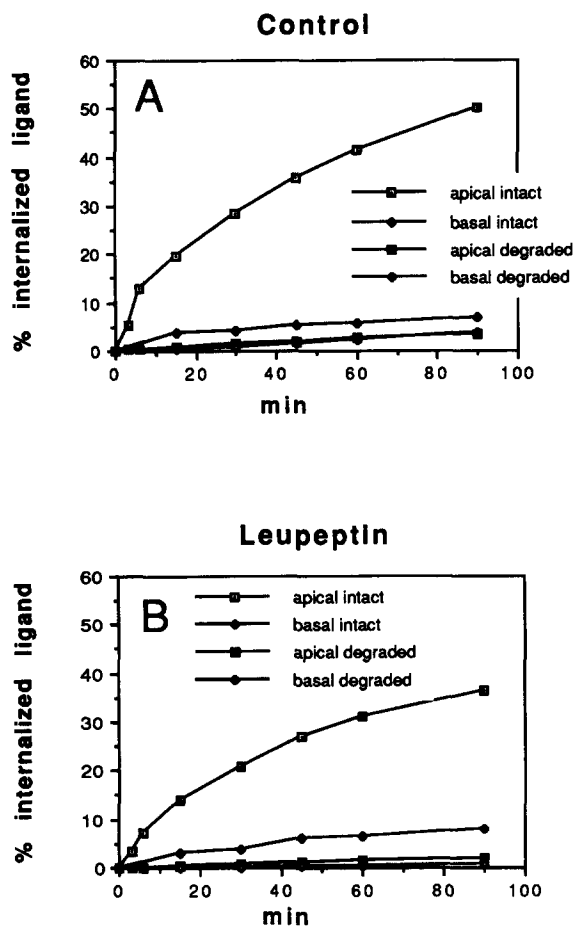 Control
A
% internalized ligand
60
50
40
30
20
10
0
apical intact
basal intact
apical degraded
basal degraded
0 20 40 60 80 100
min
Leupeptin
B
% internalized ligand
60
50
40
30
20
10
0
apical intact
basal intact
apical degraded
basal degraded
0 20 40 60 80 100
min